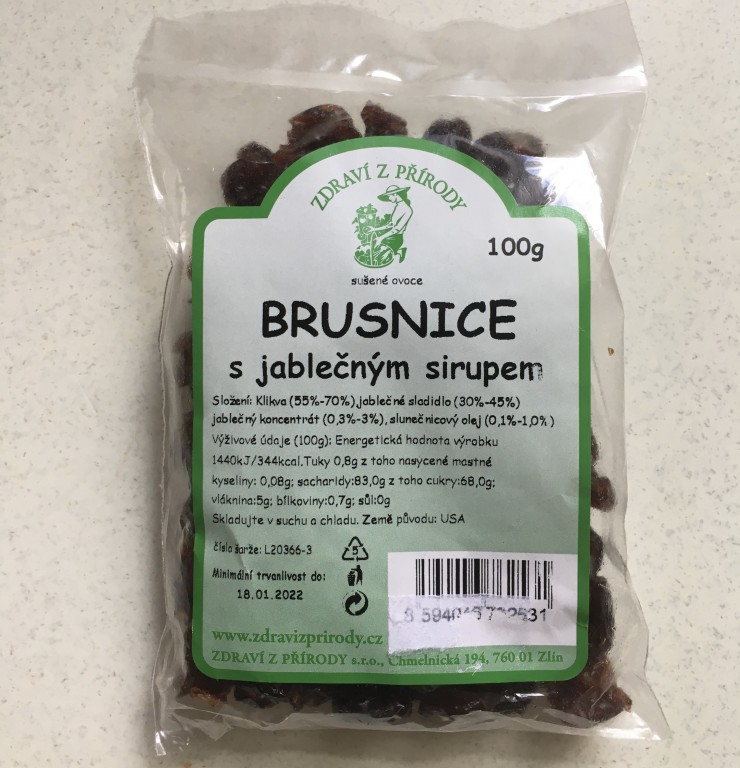 ZDRAVÍ Z PŘÍRODY
100g
sušené ovoce
BRUSNICE
s jablečným sirupem
Složení: Klikva (55%-70%),jablečné sladidlo (30%-45%)
jablečný koncentrát (0,3%-3%), slunečnicový olej (0,1%-1,0%)
Výživové údaje (100g): Energetická hodnota výrobku
1440kJ/344kcal.Tuky 0,8g z toho nasycené mastné
kyseliny: 0,08g; sacharidy:83,0g z toho cukry:68,0g;
vláknina:5g; bílkoviny:0,7g; sůl:0g
Skladujte v suchu a chladu. Země původu: USA
číslo šarže: L20366-3
5
Minimální trvanlivost do:
18.01.2022
www.zdravizprirody.cz
ZDRAVÍ Z PŘÍRODY s.r.o., Chmelnická 194, 760 01 Zlín